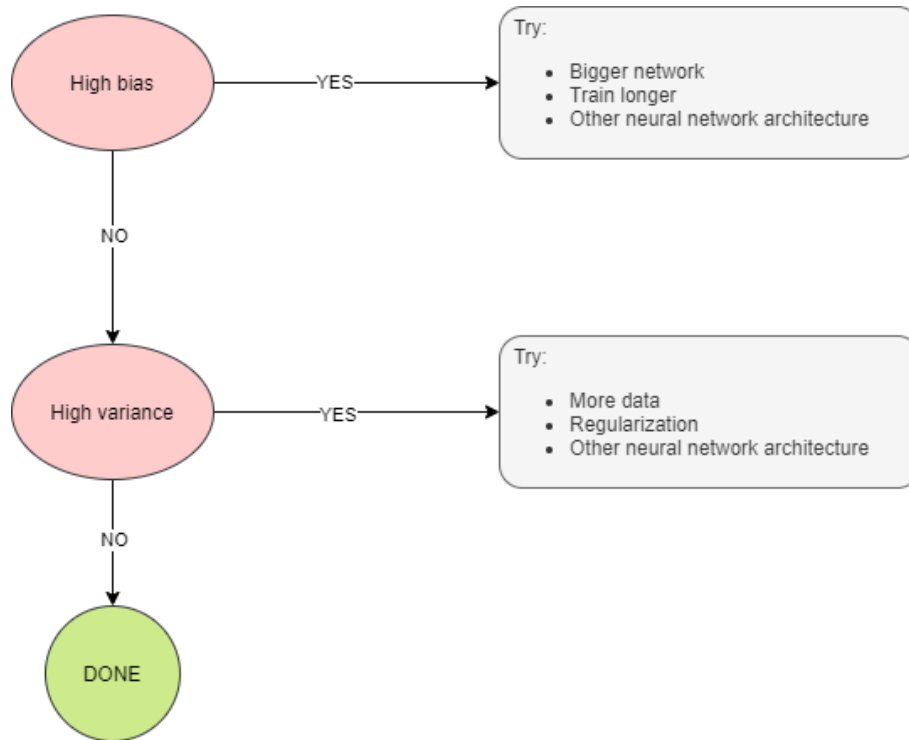 High bias
YES
Try:
• Bigger network
• Train longer
• Other neural network architecture
NO
High variance
YES
Try:
• More data
• Regularization
• Other neural network architecture
NO
DONE